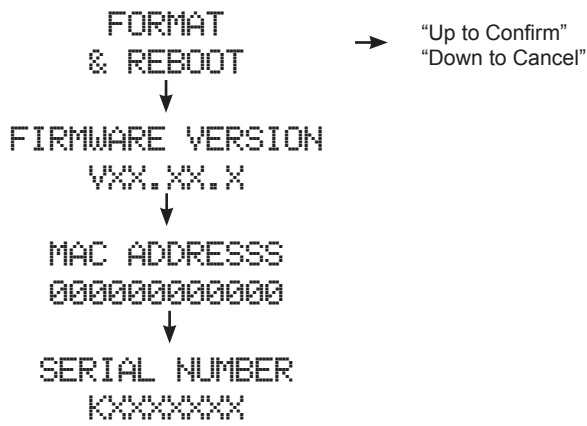 FORMAT
& REBOOT
“Up to Confirm”
“Down to Cancel”
FIRMWARE VERSION
VXX.XX.X
MAC ADDRESSS
000000000000
SERIAL NUMBER
KXXXXXXX